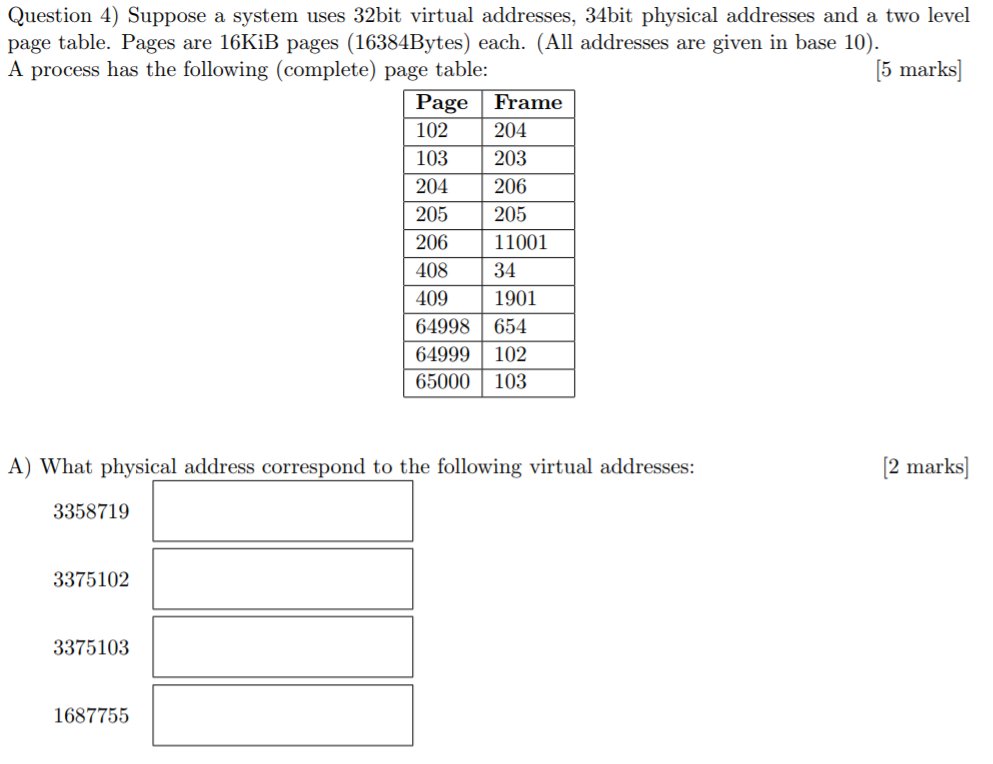 Question 4) Suppose a system uses 32bit virtual addresses, 34bit physical addresses and a two level
page table. Pages are 16KiB pages (16384Bytes) each. (All addresses are given in base 10).
A process has the following (complete) page table: [5 marks]
Page Frame
102 204
103 203
204 206
205 205
206 11001
408 34
409 1901
64998 654
64999 102
65000 103
A) What physical address correspond to the following virtual addresses: [2 marks]
3358719
3375102
3375103
1687755